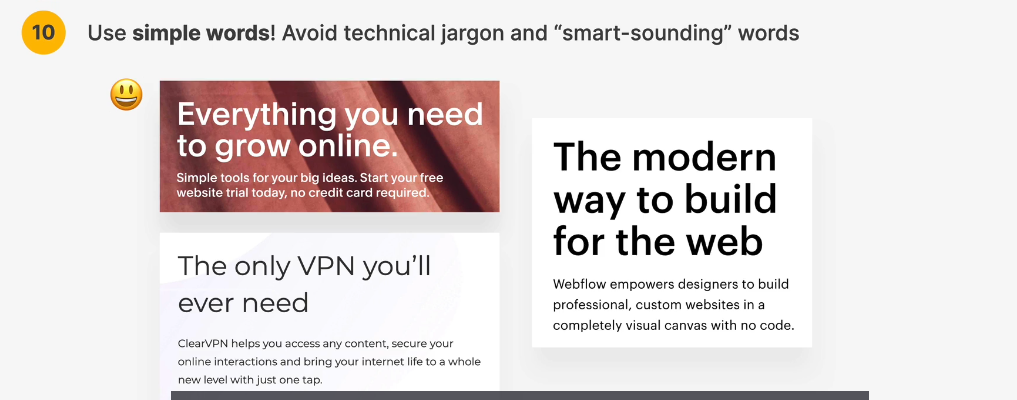 10 Use simple words! Avoid technical jargon and “smart-sounding” words
Everything you need
to grow online.
Simple tools for your big ideas. Start your free
website trial today, no credit card required.
The only VPN you’ll
ever need
ClearVPN helps you access any content, secure your
online interactions and bring your internet life to a whole
new level with just one tap.
The modern
way to build
for the web
Webflow empowers designers to build
professional, custom websites in a
completely visual canvas with no code.